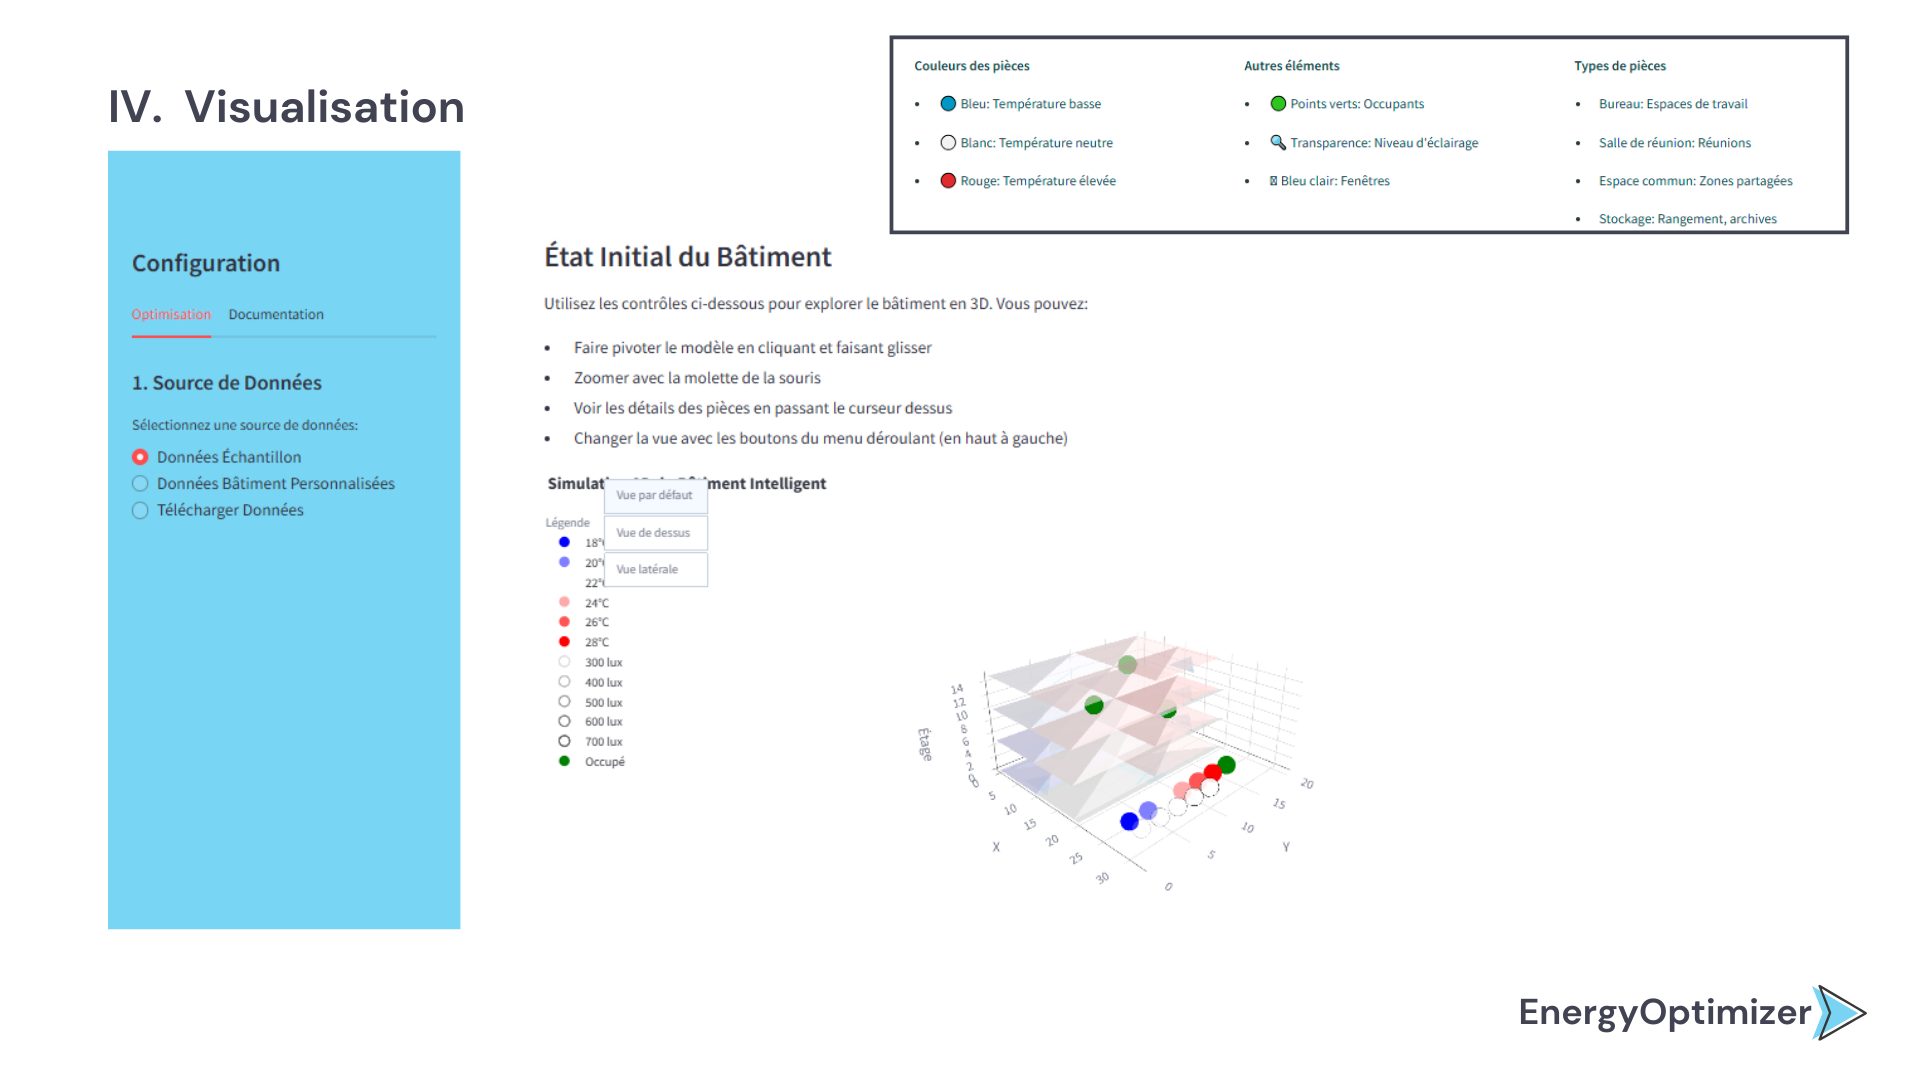 IV. Visualisation
Couleurs des pièces
Bleu: Température basse
Blanc: Température neutre
Rouge: Température élevée
Autres éléments
Points verts: Occupants
Transparence: Niveau d'éclairage
Bleu clair: Fenêtres
Types de pièces
Bureau: Espaces de travail
Salle de réunion: Réunions
Espace commun: Zones partagées
Stockage: Rangement, archives
Configuration
Optimisation Documentation
1. Source de Données
Sélectionnez une source de données:
Données Échantillon
Données Bâtiment Personnalisées
Télécharger Données
État Initial du Bâtiment
Utilisez les contrôles ci-dessous pour explorer le bâtiment en 3D. Vous pouvez:
Faire pivoter le modèle en cliquant et faisant glisser
Zoomer avec la molette de la souris
Voir les détails des pièces en passant le curseur dessus
Changer la vue avec les boutons du menu déroulant (en haut à gauche)
Intelligent
Vue par défaut
Vue de dessus
Vue latérale
Légende
18°
20°
22°
24°C
26°C
28°C
300 lux
400 lux
500 lux
600 lux
700 lux
Occupé
Étage
14
12
10
8
6
4
2
0
X
0
5
10
15
20
25
30
Y
0
5
10
15
20
EnergyOptimizer